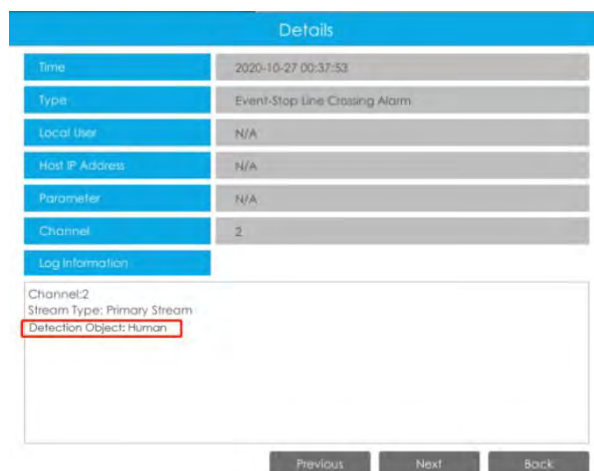 Details
Time 2020-10-27 00:37:53
Type Event-Stop Line Crossing Alarm
Local User N/A
Host IP Address N/A
Parameter N/A
Channel 2
Log Information
Channel:2
Stream Type: Primary Stream
Detection Object: Human
Previous Next Back